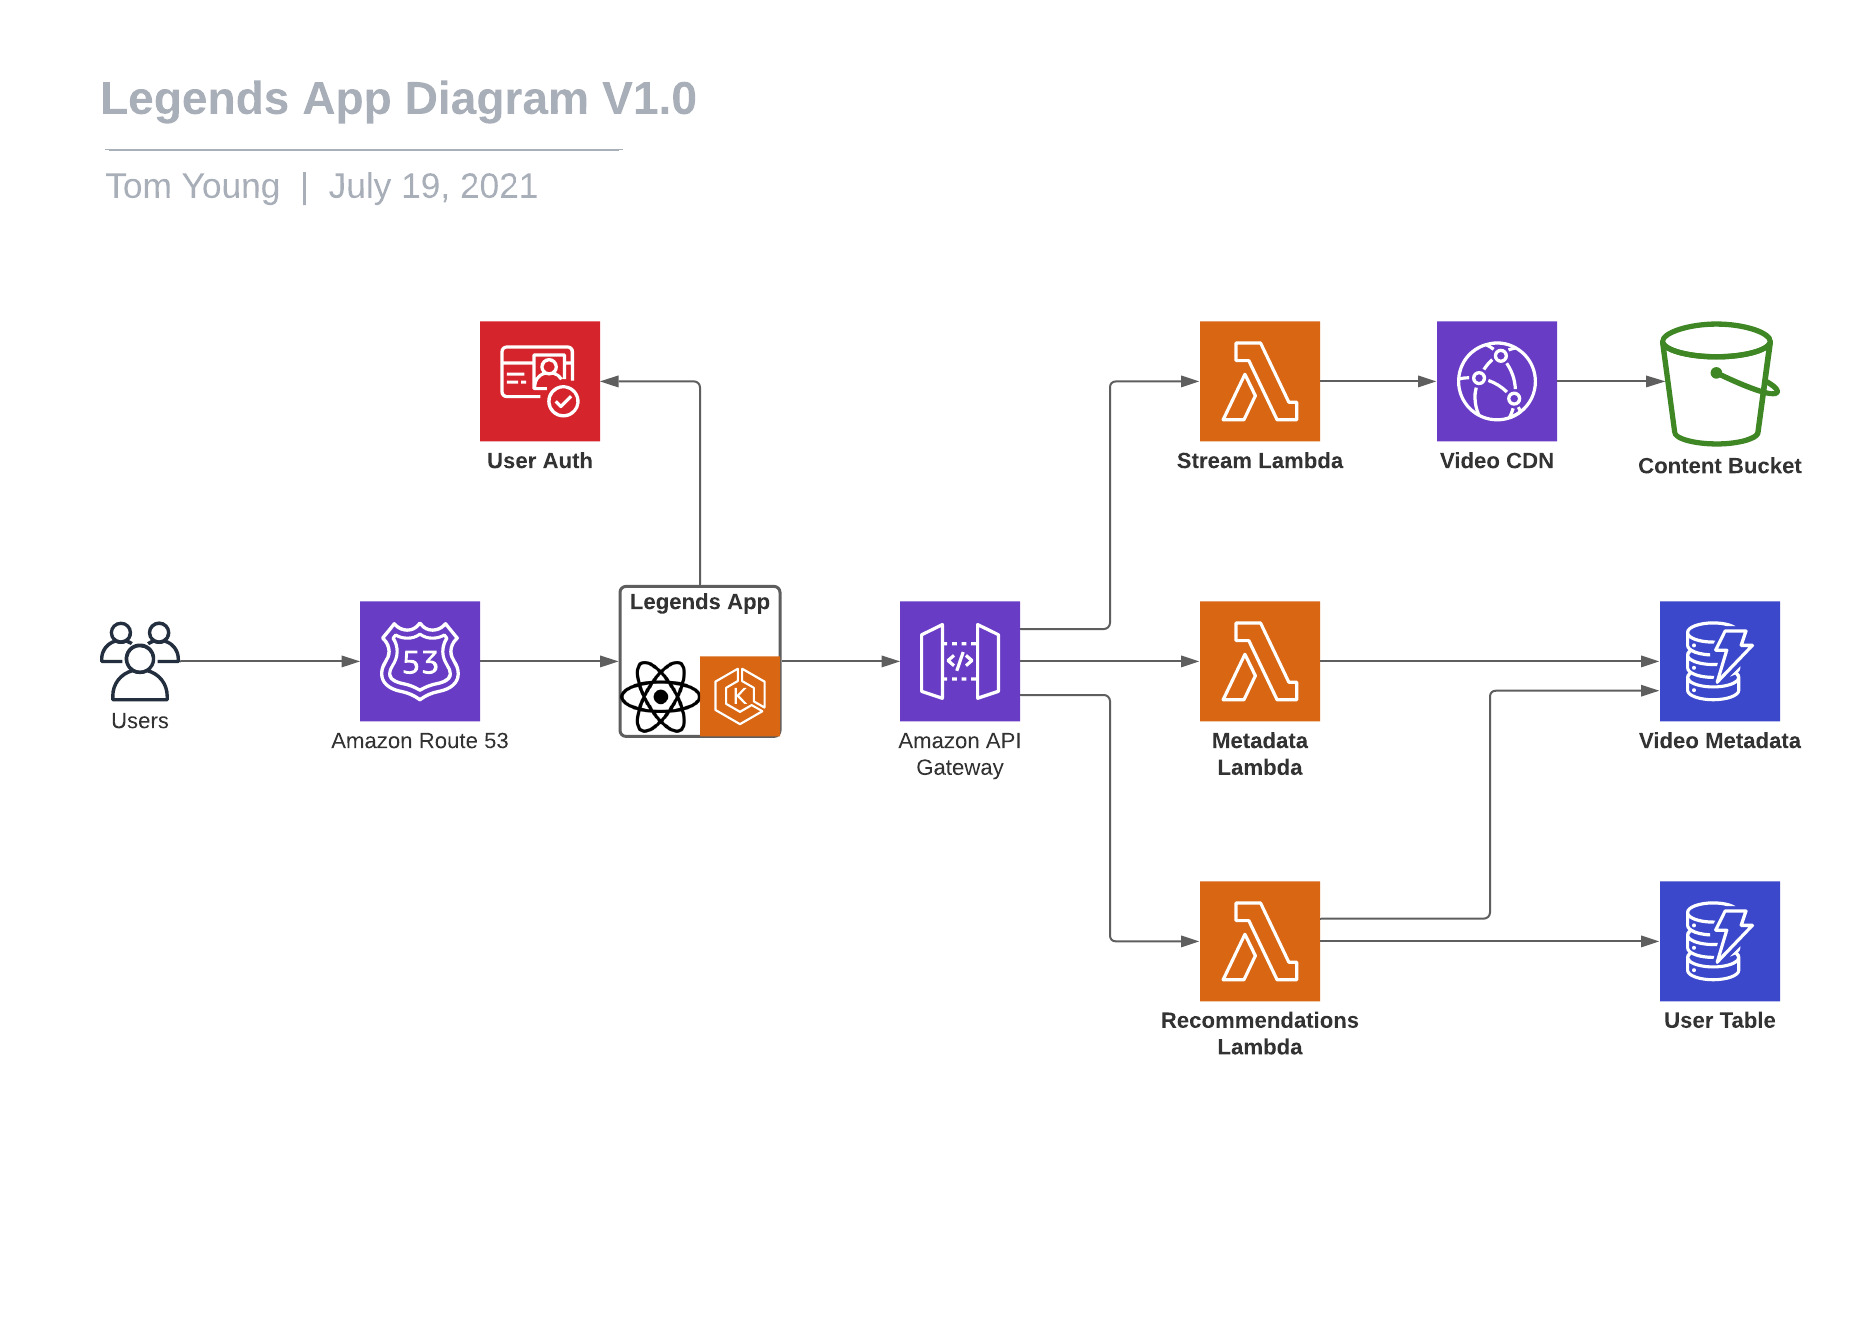 Legends App Diagram V1.0
Tom Young | July 19, 2021
User Auth
Stream Lambda
Video CDN
Content Bucket
Legends App
Users
53
Amazon Route 53
K
</>
Amazon API
Gateway
Metadata
Lambda
Video Metadata
Recommendations
Lambda
User Table